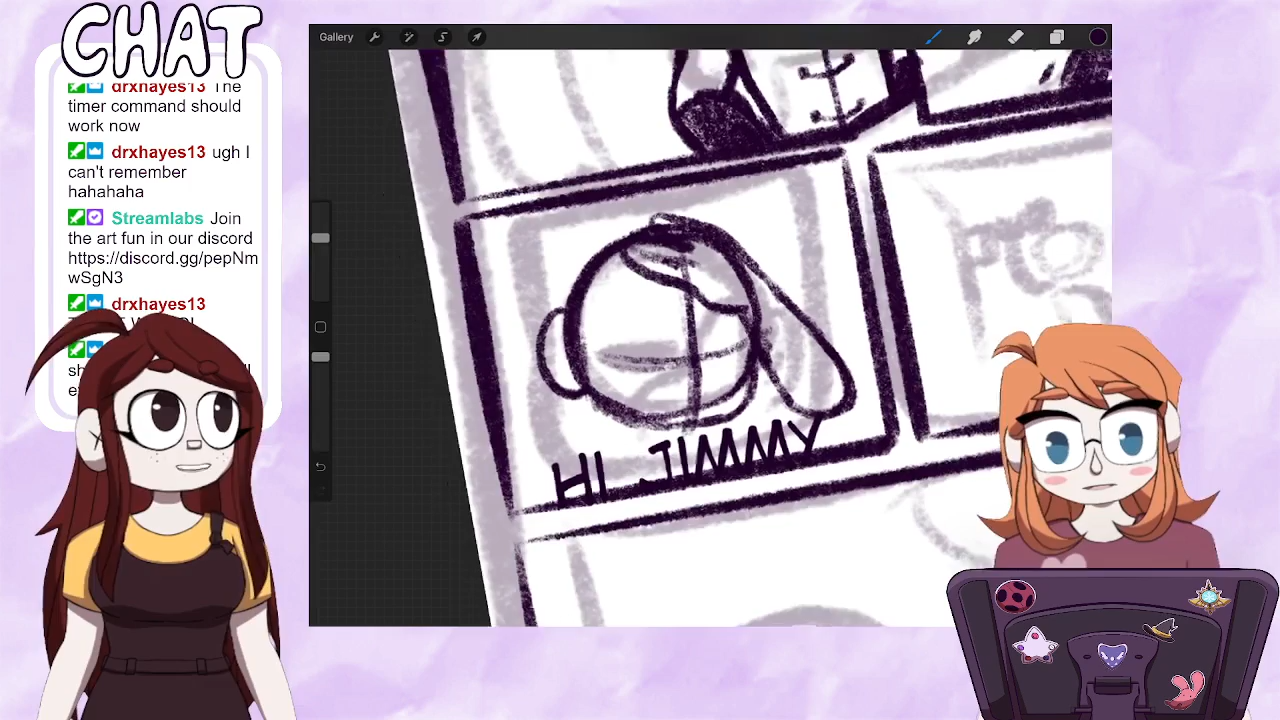 CHAT
drxhayes13 The
timer command should
work now
drxhayes13 ugh I
can't remember
hahahaha
Streamlabs Join
the art fun in our discord
https://discord.gg/pepNm
wSgN3
drxhayes13
Gallery
HI JIMMY